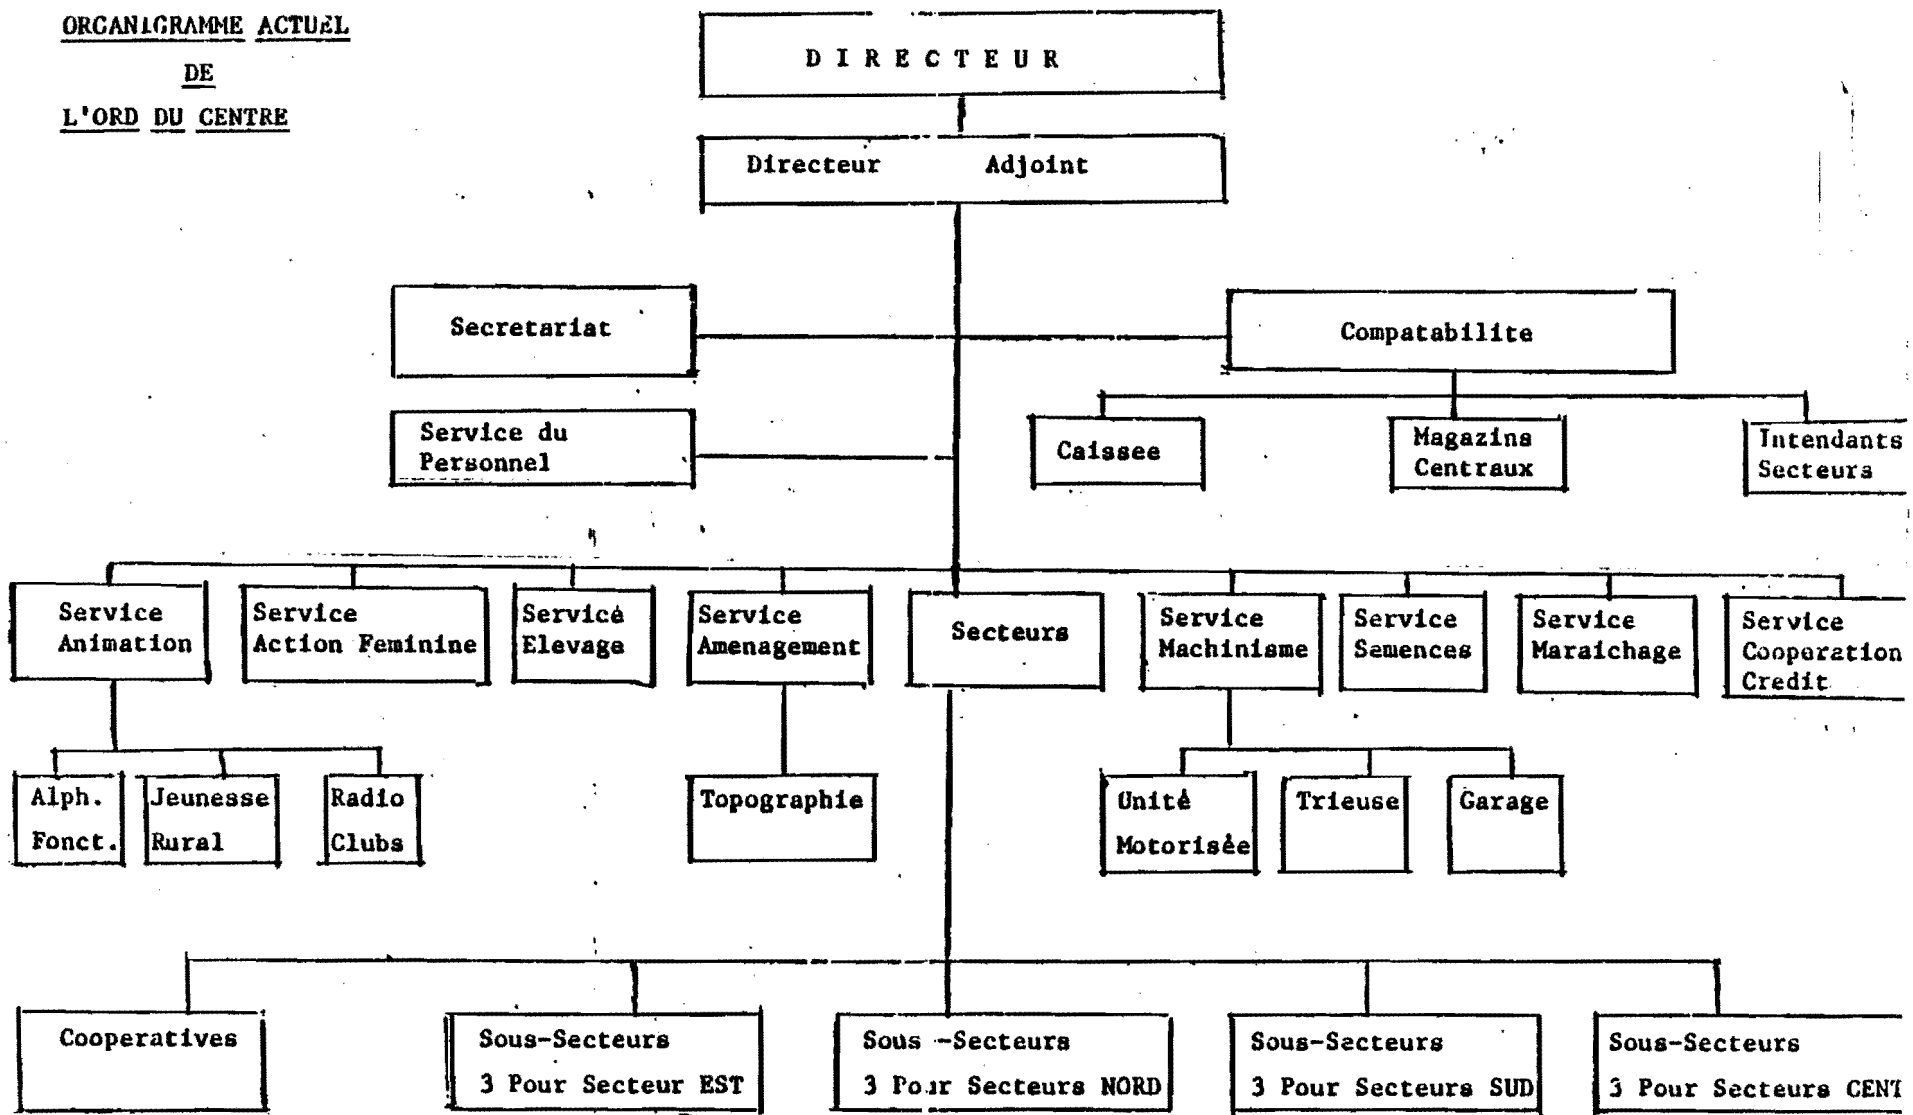 ORGANIGRAMME ACTUEL
DE
L'ORD DU CENTRE
DIRECTEUR
Directeur Adjoint
Secretariat
Compatabilite
Service du
Personnel
Caissee
Magazins
Centraux
Intendants
Secteurs
Service
Animation
Service
Action Feminine
Service
Elevage
Service
Amenagement
Secteurs
Service
Machinisme
Service
Semences
Service
Maraichage
Service
Cooperation
Credit
Alph.
Fonct.
Jeunesse
Rural
Radio
Clubs
Topographie
Unité
Motorisée
Trieuse
Garage
Cooperatives
Sous-Secteurs
3 Pour Secteur EST
Sous-Secteurs
3 Pour Secteurs NORD
Sous-Secteurs
3 Pour Secteurs SUD
Sous-Secteurs
3 Pour Secteurs CENT